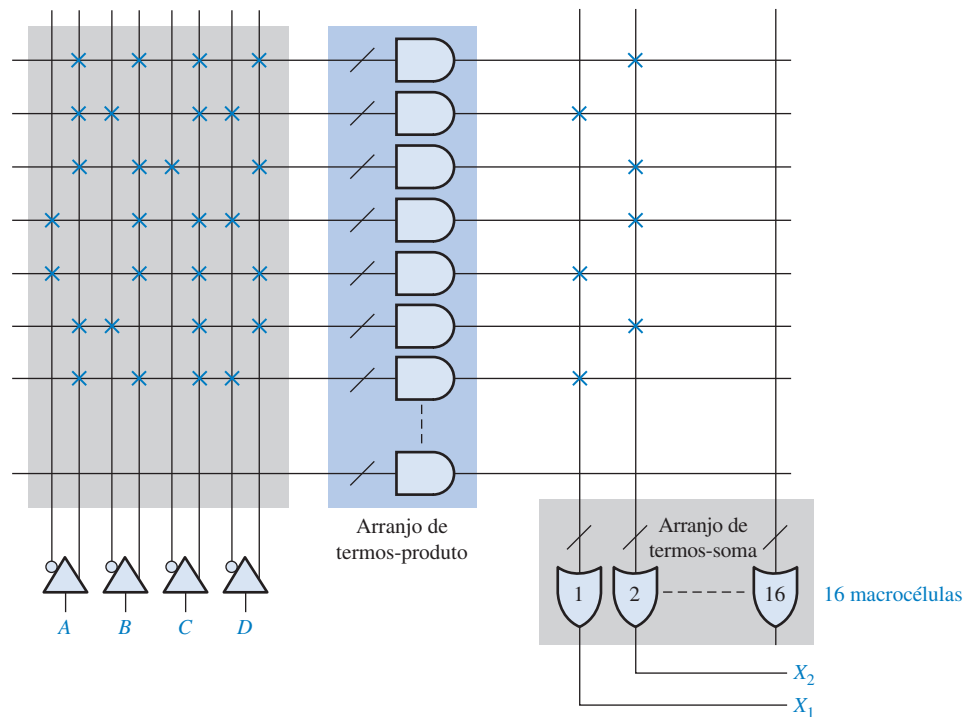 Arranjo de
termos-produto
Arranjo de
termos-soma
1
2
16
16 macrocélulas
A
B
C
D
X2
X1